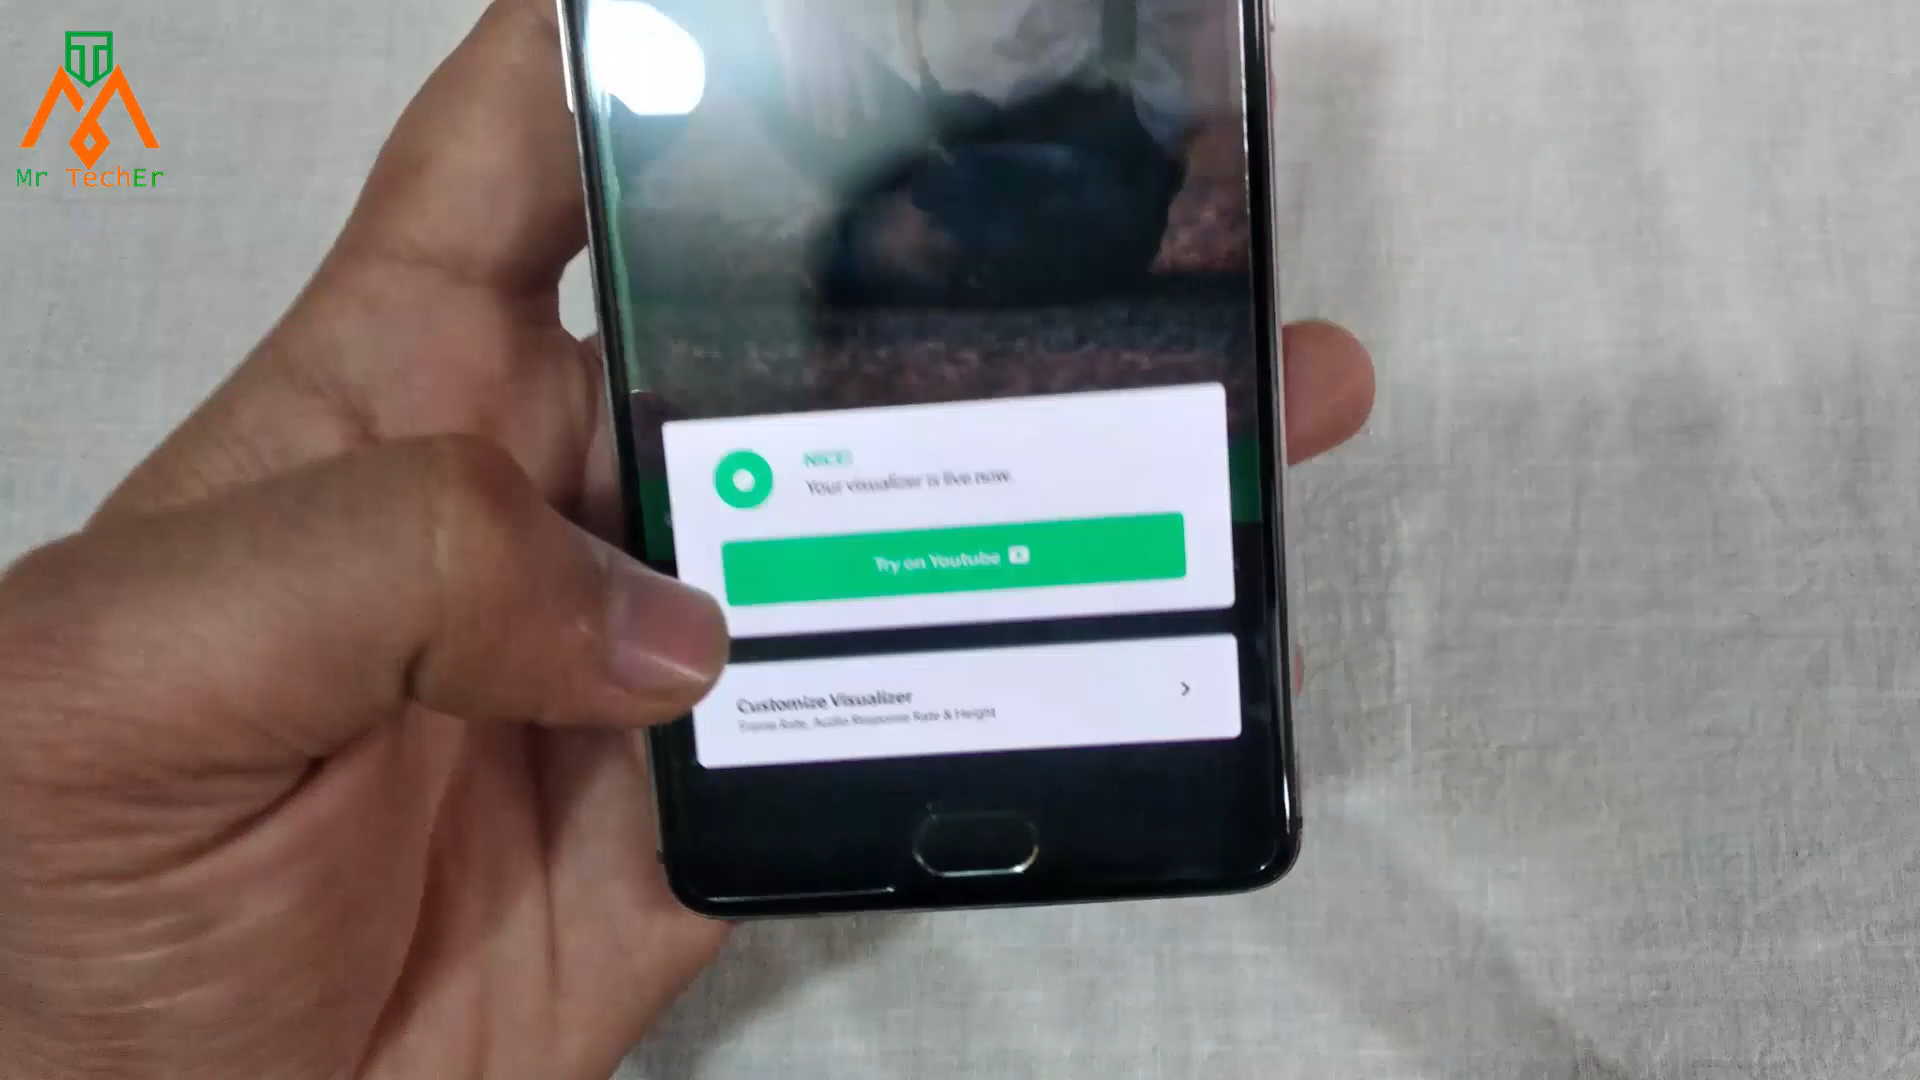 Mr TechEr
NICE!
Your visualizer is live now.
Try on Youtube
Customize Visualizer
Frame Rate, Audio Response Rate & Height